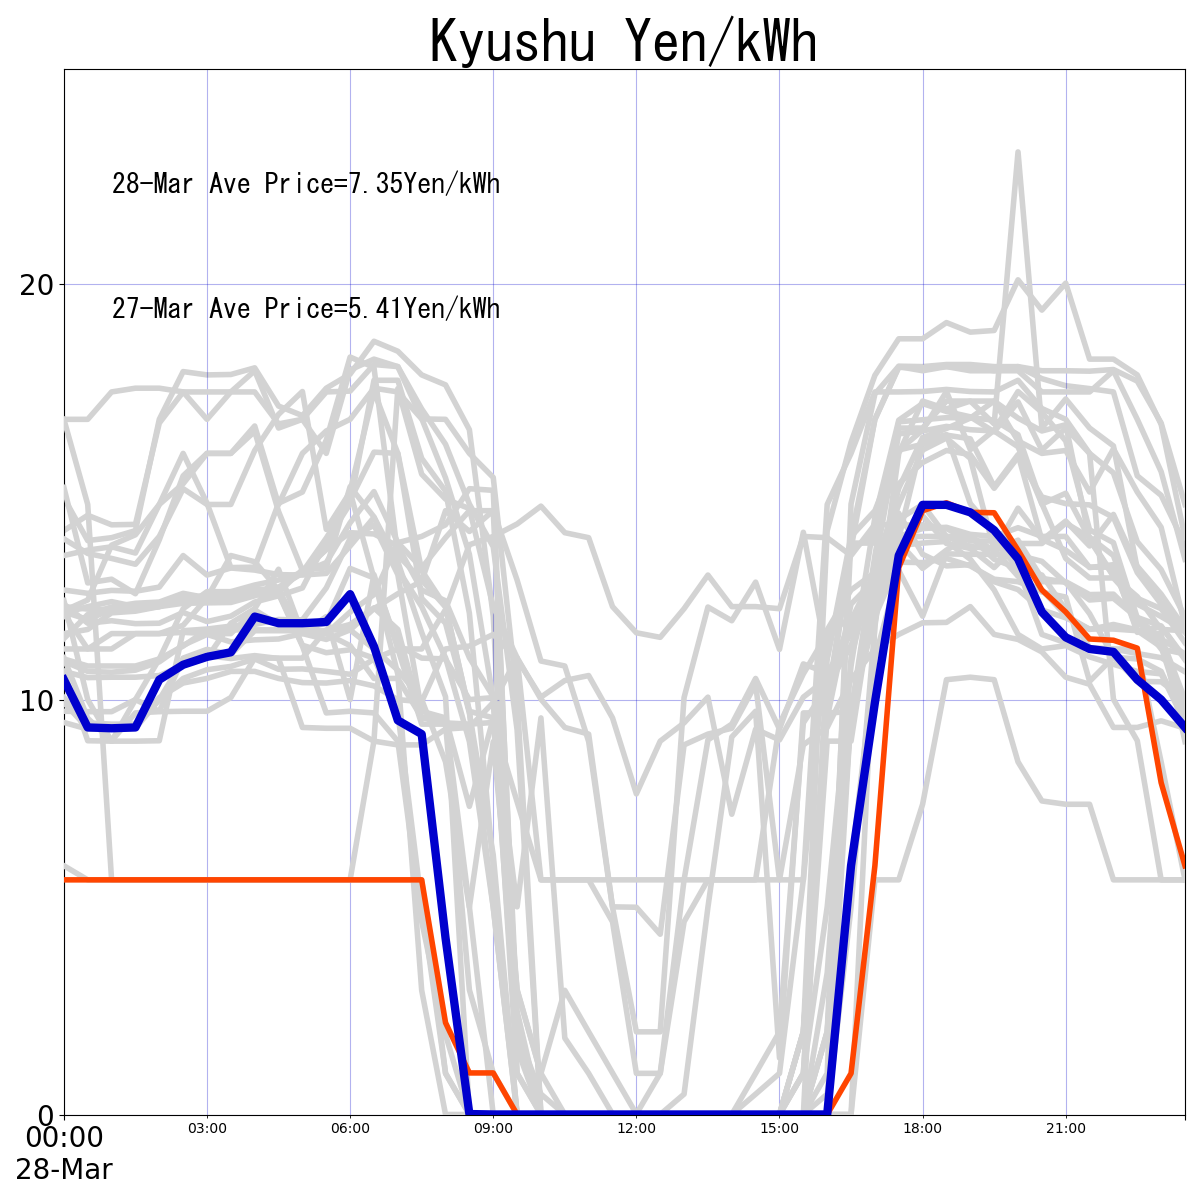 Kyushu Yen/kWh
28-Mar Ave Price=7.35Yen/kWh
20
27-Mar Ave Price=5.41Yen/kWh
10
0
00:00 03:00 06:00 09:00 12:00 15:00 18:00 21:00
28-Mar